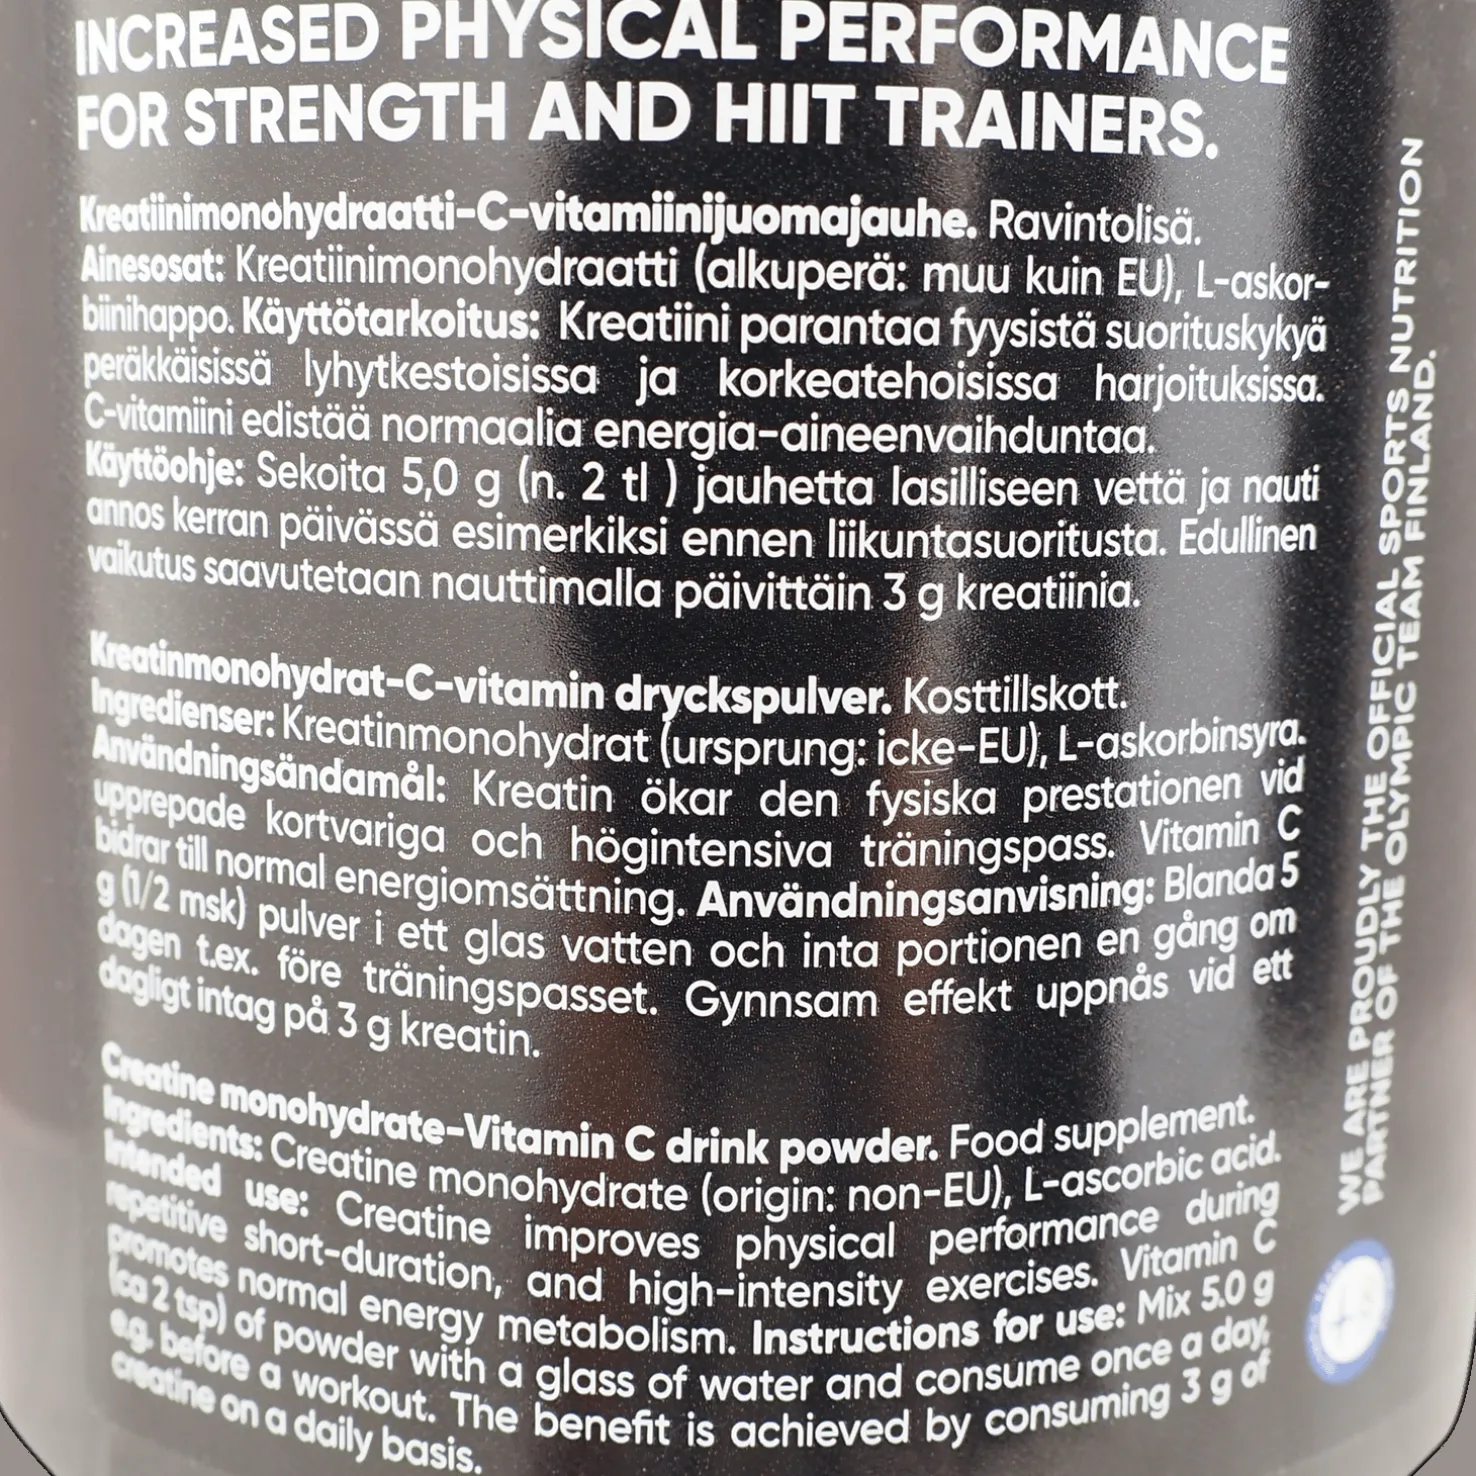 INCREASED PHYSICAL PERFORMANCE
FOR STRENGTH AND HIIT TRAINERS.
Kreatiinimonohydraatti-C-vitamiinijuomajauhe. Ravintolisä.
Ainesosat: Kreatiinimonohydraatti (alkuperä: muu kuin EU), L-askor-
biinihappo. Käyttötarkoitus: Kreatiini parantaa fyysistä suorituskykyä
peräkkäisissä lyhytkestoisissa ja korkeatehoisissa harjoituksissa.
C-vitamiini edistää normaalia energia-aineenvaihduntaa.
Käyttöohje: Sekoita 5,0 g (n. 2 tl ) jauhetta lasilliseen vettä ja nauti
annos kerran päivässä esimerkiksi ennen liikuntasuoritusta. Edullinen
vaikutus saavutetaan nauttimalla päivittäin 3 g kreatiinia.
Kreatinmonohydrat-C-vitamin dryckspulver. Kosttillskott.
Ingredienser: Kreatinmonohydrat (ursprung: icke-EU), L-askorbinsyra.
Användningsändamål: Kreatin ökar den fysiska prestationen vid
upprepade kortvariga och högintensiva träningspass. Vitamin C
bidrar till normal energiomsättning. Användningsanvisning: Blanda 5
g (1/2 msk) pulver i ett glas vatten och inta portionen en gång om
dagen t.ex. före träningspasset. Gynnsam effekt uppnås vid ett
dagligt intag på 3 g kreatin.
Creatine monohydrate-Vitamin C drink powder. Food supplement.
Ingredients: Creatine monohydrate (origin: non-EU), L-ascorbic acid.
Intended use: Creatine improves physical performance during
repetitive short-duration, and high-intensity exercises. Vitamin C
promotes normal energy metabolism. Instructions for use: Mix 5.0 g
(ca 2 tsp) of powder with a glass of water and consume once a day,
e.g. before a workout. The benefit is achieved by consuming 3 g of
creatine on a daily basis.
WE ARE PROUDLY THE OFFICIAL SPORTS NUTRITION
PARTNER OF THE OLYMPIC TEAM FINLAND.